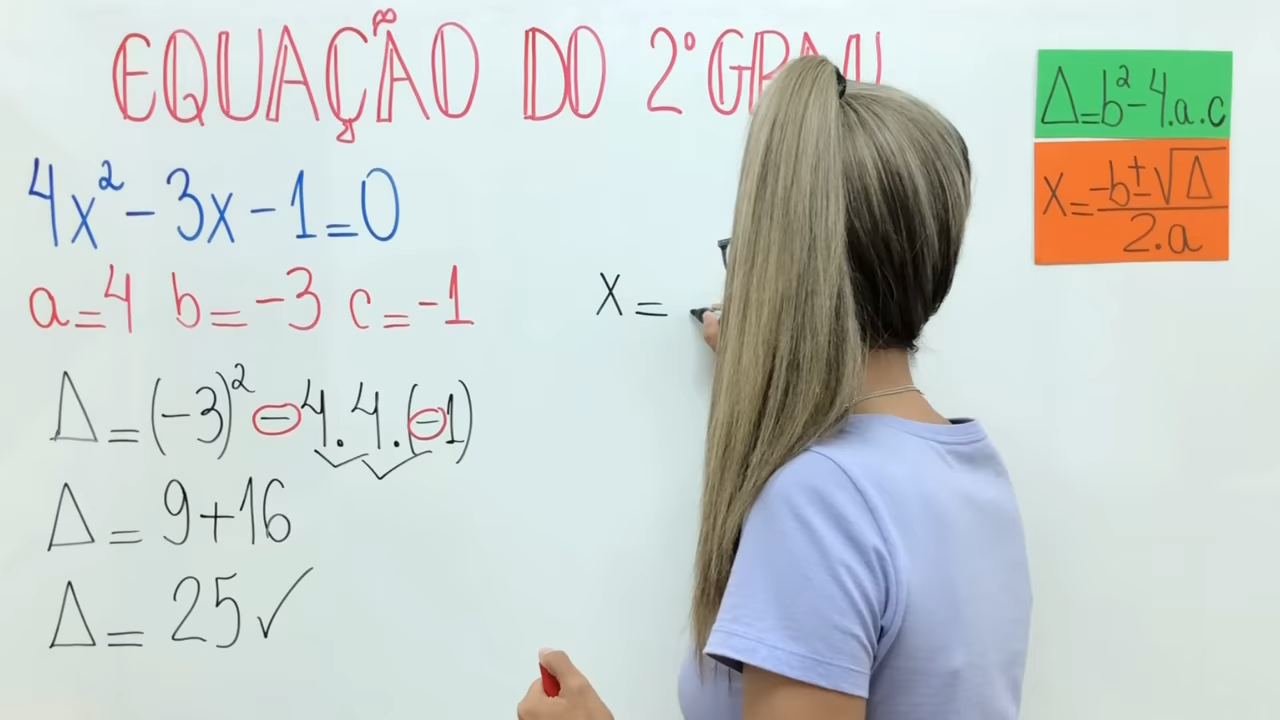 EQUAÇÃO DO 2º
4x² - 3x - 1 = 0
a = 4 b = -3 c = -1
Δ = (-3)² - 4 . 4 . (-1)
Δ = 9 + 16
Δ = 25 ✓
x =
Δ = b² - 4 . a . c
x = -b ± √Δ
2 . a